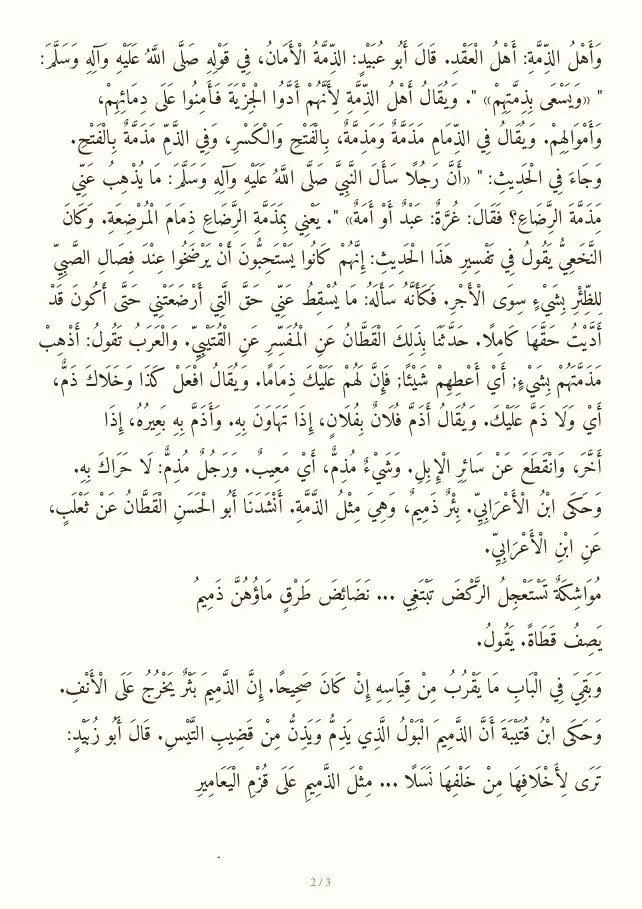 وَأَهْلُ الذِّمَّةِ: أَهْلُ الْعَقْدِ. قَالَ أَبُو عُبَيْدٍ: الذِّمَّةُ الْأَمَانُ، فِي قَوْلِهِ صَلَّى اللَّهُ عَلَيْهِ وَآلِهِ وَسَلَّمَ:
" «وَيَسْعَى بِذِمَّتِهِمْ» ". وَيُقَالُ أَهْلُ الذِّمَّةِ لِأَنَّهُمْ أَدَّوُا الْجِزْيَةَ فَأَمِنُوا عَلَى دِمَائِهِمْ،
وَأَمْوَالِهِمْ. وَيُقَالُ فِي الذِّمَامِ مَذَمَّةٌ وَمَذِمَّةٌ، بِالْفَتْحِ وَالْكَسْرِ، وَفِي الذَّمِّ مَذَمَّةٌ بِالْفَتْحِ.
وَجَاءَ فِي الْحَدِيثِ: " «أَنَّ رَجُلًا سَأَلَ النَّبِيَّ صَلَّى اللَّهُ عَلَيْهِ وَآلِهِ وَسَلَّمَ: مَا يُذْهِبُ عَنِّي
مَذَمَّةَ الرَّضَاعِ؟ فَقَالَ: غُرَّةٌ: عَبْدٌ أَوْ أَمَةٌ» ". يَعْنِي بِمَذَمَّةِ الرَّضَاعِ ذِمَامَ الْمُرْضِعَةِ. وَكَانَ
النَّخَعِيُّ يَقُولُ فِي تَفْسِيرِ هَذَا الْحَدِيثِ: إِنَّهُمْ كَانُوا يَسْتَحِبُّونَ أَنْ يَرْضَخُوا عِنْدَ فِصَالِ الصَّبِيِّ
لِلظِّئْرِ بِشَيْءٍ سِوَى الْأَجْرِ. فَكَأَنَّهُ سَأَلَهُ: مَا يُسْقِطُ عَنِّي حَقَّ الَّتِي أَرْضَعَتْنِي حَتَّى أَكُونَ قَدْ
أَدَّيْتُ حَقَّهَا كَامِلًا. حَدَّثَنَا بِذَلِكَ الْقَطَّانُ عَنِ الْمُفَسِّرِ عَنِ الْقُتَيْبِيِّ. وَالْعَرَبُ تَقُولُ: أَذْهِبْ
مَذَمَّتَهُمْ بِشَيْءٍ; أَيْ أَعْطِهِمْ شَيْئًا; فَإِنَّ لَهُمْ عَلَيْكَ ذِمَامًا. وَيُقَالُ افْعَلْ كَذَا وَخَلَاكَ ذَمٌّ،
أَيْ وَلَا ذَمَّ عَلَيْكَ. وَيُقَالُ أَذَمَّ فُلَانٌ بِفُلَانٍ، إِذَا تَهَاوَنَ بِهِ. وَأَذَمَّ بِهِ بَعِيرُهُ، إِذَا
أَخَّرَ، وَانْقَطَعَ عَنْ سَائِرِ الْإِبِلِ. وَشَيْءٌ مُذِمٌّ، أَيْ مَعِيبٌ. وَرَجُلٌ مُذِمٌّ: لَا حَرَاكَ بِهِ.
وَحَكَى ابْنُ الْأَعْرَابِيِّ. بِئْرٌ ذَمِيمٌ، وَهِيَ مِثْلُ الذَّمَّةِ. أَنْشَدَنَا أَبُو الْحَسَنِ الْقَطَّانُ عَنْ ثَعْلَبٍ،
عَنِ ابْنِ الْأَعْرَابِيِّ.
مُوَاشِكَةٌ تَسْتَعْجِلُ الرَّكْضَ تَبْتَغِي ... نَضَائِضَ طَرْقٍ مَاؤُهُنَّ ذَمِيمُ
يَصِفُ قَطَاةً. يَقُولُ.
وَبَقِيَ فِي الْبَابِ مَا يَقْرُبُ مِنْ قِيَاسِهِ إِنْ كَانَ صَحِيحًا. إِنَّ الذَّمِيمَ بَثْرٌ يَخْرُجُ عَلَى الْأَنْفِ.
وَحَكَى ابْنُ قُتَيْبَةَ أَنَّ الذَّمِيمَ الْبَوْلُ الَّذِي يَذِمُّ وَيَذِنُّ مِنْ قَضِيبِ التَّيْسِ. قَالَ أَبُو زُبَيْدٍ:
تَرَى لِأَخْلَافِهَا مِنْ خَلْفِهَا نَسَلًا ... مِثْلَ الذَّمِيمِ عَلَى قُزْمِ الْيَعَامِيرِ
2 / 3